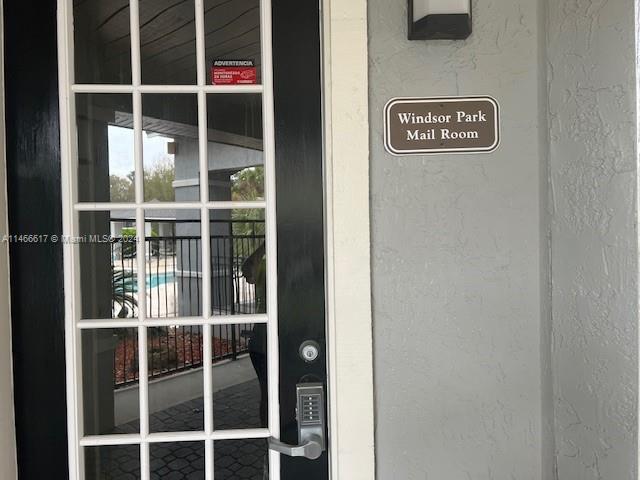 ADVERTENCIA
Windsor Park
Mail Room
A11466617 © Miami MLS 2024